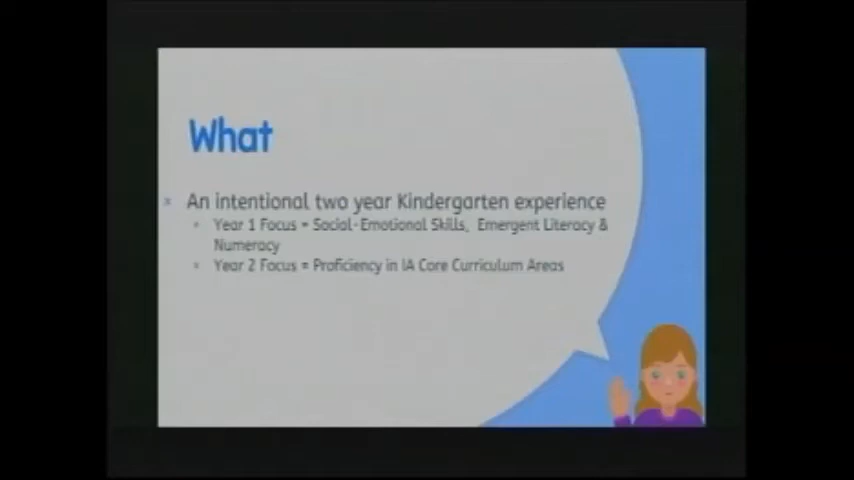 What
An intentional two year Kindergarten experience
Year 1 Focus = Social-Emotional Skills, Emergent Literacy &
Numeracy
Year 2 Focus = Proficiency in IA Core Curriculum Areas